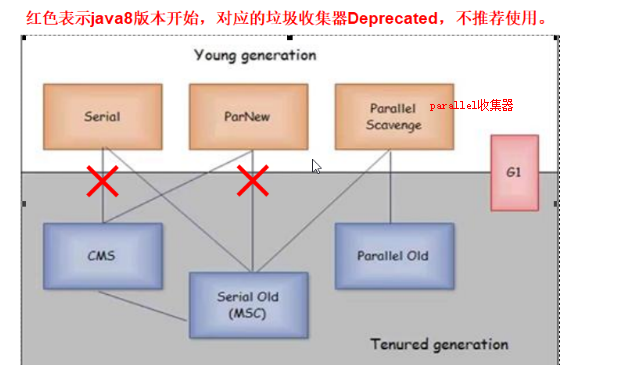 红色表示java8版本开始，对应的垃圾收集器Deprecated，不推荐使用。
Young generation
Serial
ParNew
Parallel
Scavenge
parallel收集器
G1
CMS
Serial Old
(MSC)
Parallel Old
Tenured generation